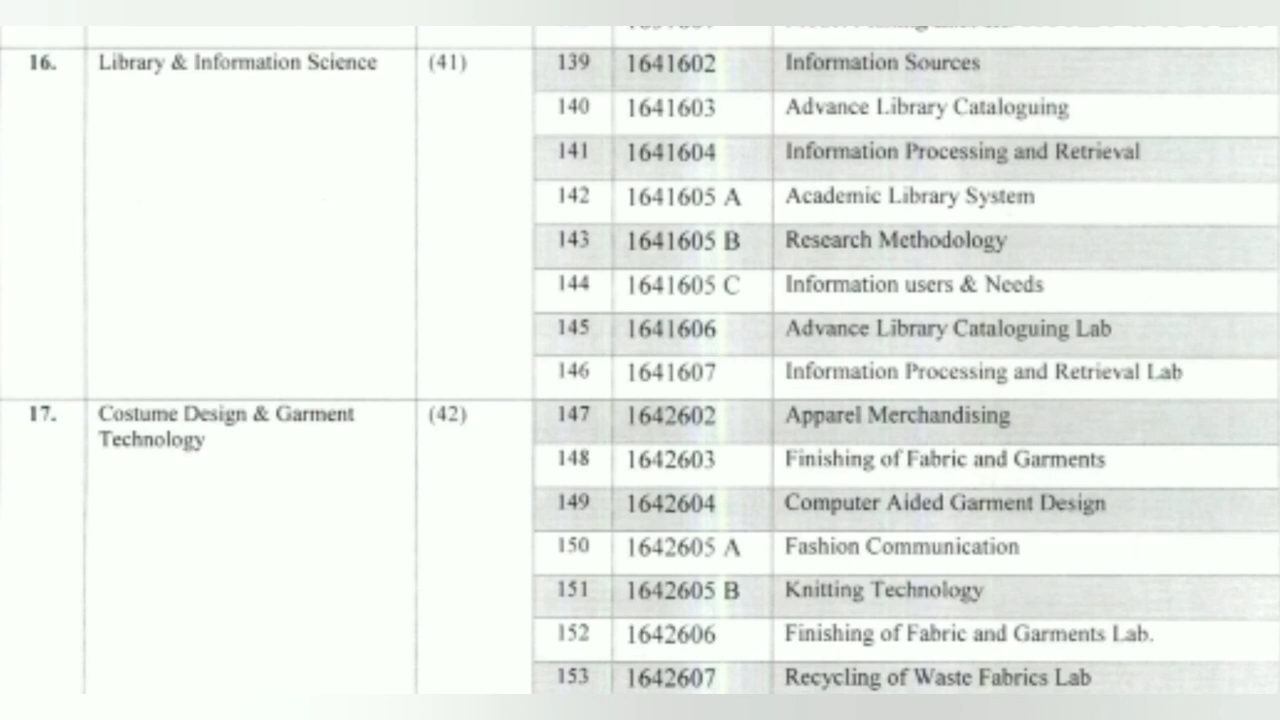 16. Library & Information Science (41) 139 1641602 Information Sources
140 1641603 Advance Library Cataloguing
141 1641604 Information Processing and Retrieval
142 1641605 A Academic Library System
143 1641605 B Research Methodology
144 1641605 C Information users & Needs
145 1641606 Advance Library Cataloguing Lab
146 1641607 Information Processing and Retrieval Lab
17. Costume Design & Garment (42) 147 1642602 Apparel Merchandising
Technology
148 1642603 Finishing of Fabric and Garments
149 1642604 Computer Aided Garment Design
150 1642605 A Fashion Communication
151 1642605 B Knitting Technology
152 1642606 Finishing of Fabric and Garments Lab.
153 1642607 Recycling of Waste Fabrics Lab